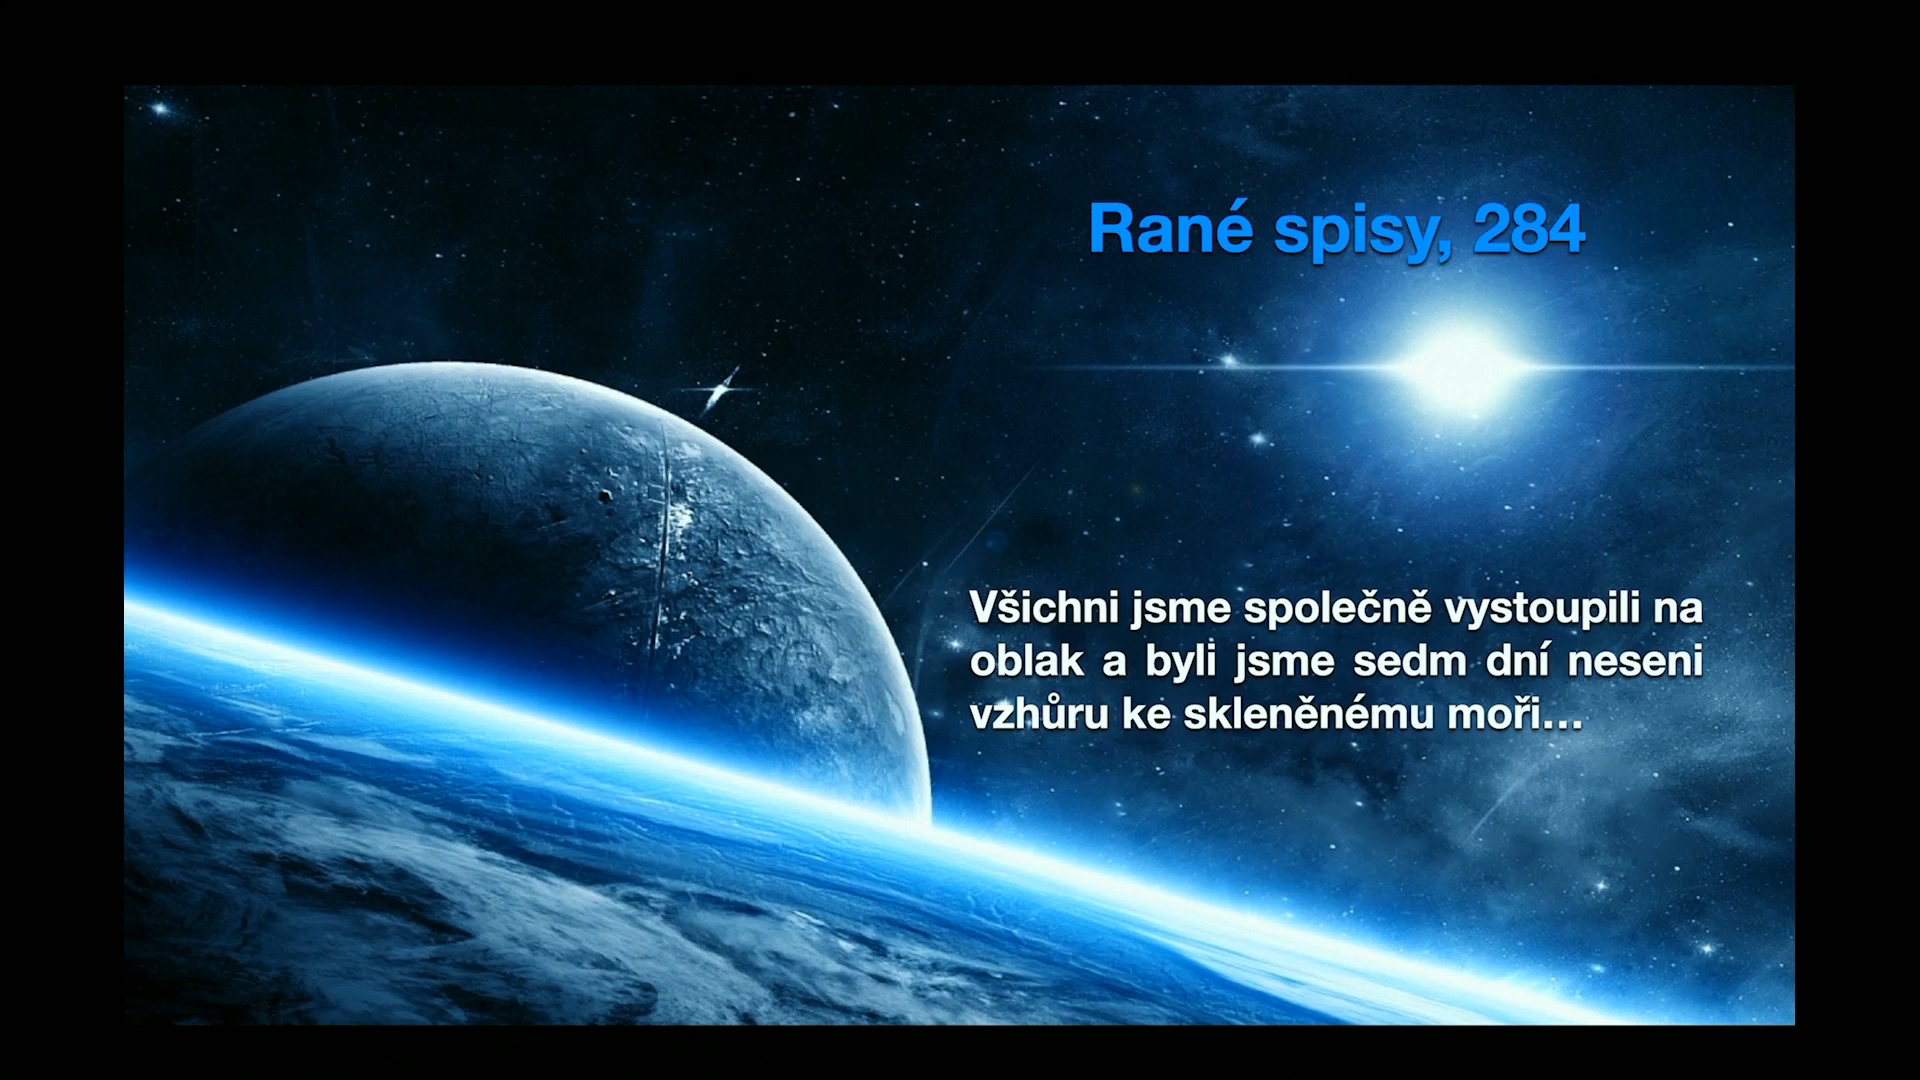 Rané spisy, 284
Všichni jsme společně vystoupili na
oblak a byli jsme sedm dní neseni
vzhůru ke skleněnému moři…